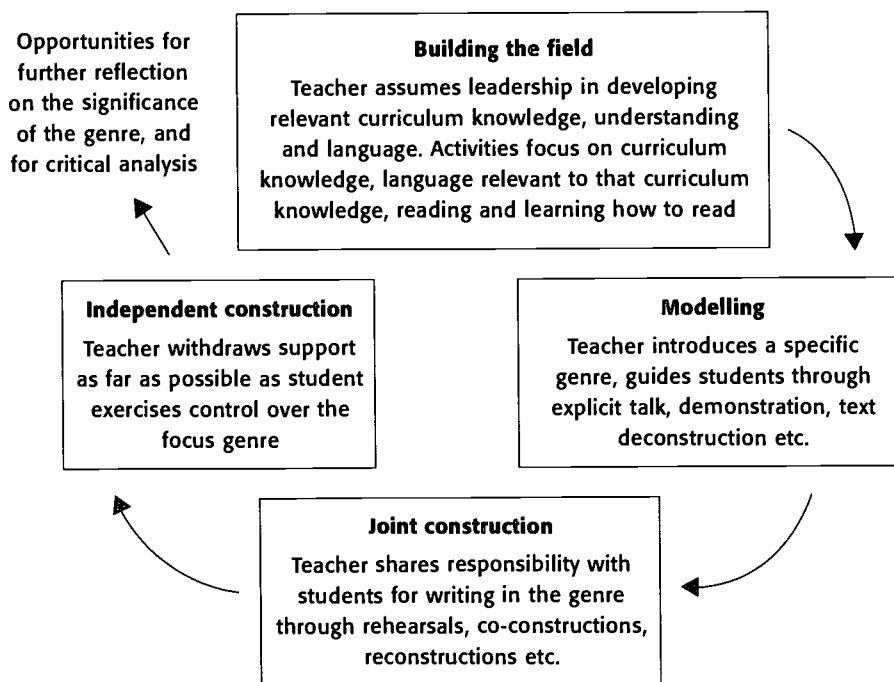 Building the field
Teacher assumes leadership in developing
relevant curriculum knowledge, understanding
and language. Activities focus on curriculum
knowledge, language relevant to that curriculum
knowledge, reading and learning how to read
Modelling
Teacher introduces a specific
genre, guides students through
explicit talk, demonstration, text
deconstruction etc.
Joint construction
Teacher shares responsibility with
students for writing in the genre
through rehearsals, co-constructions,
reconstructions etc.
Independent construction
Teacher withdraws support
as far as possible as student
exercises control over the
focus genre
Opportunities for
further reflection
on the significance
of the genre, and
for critical analysis